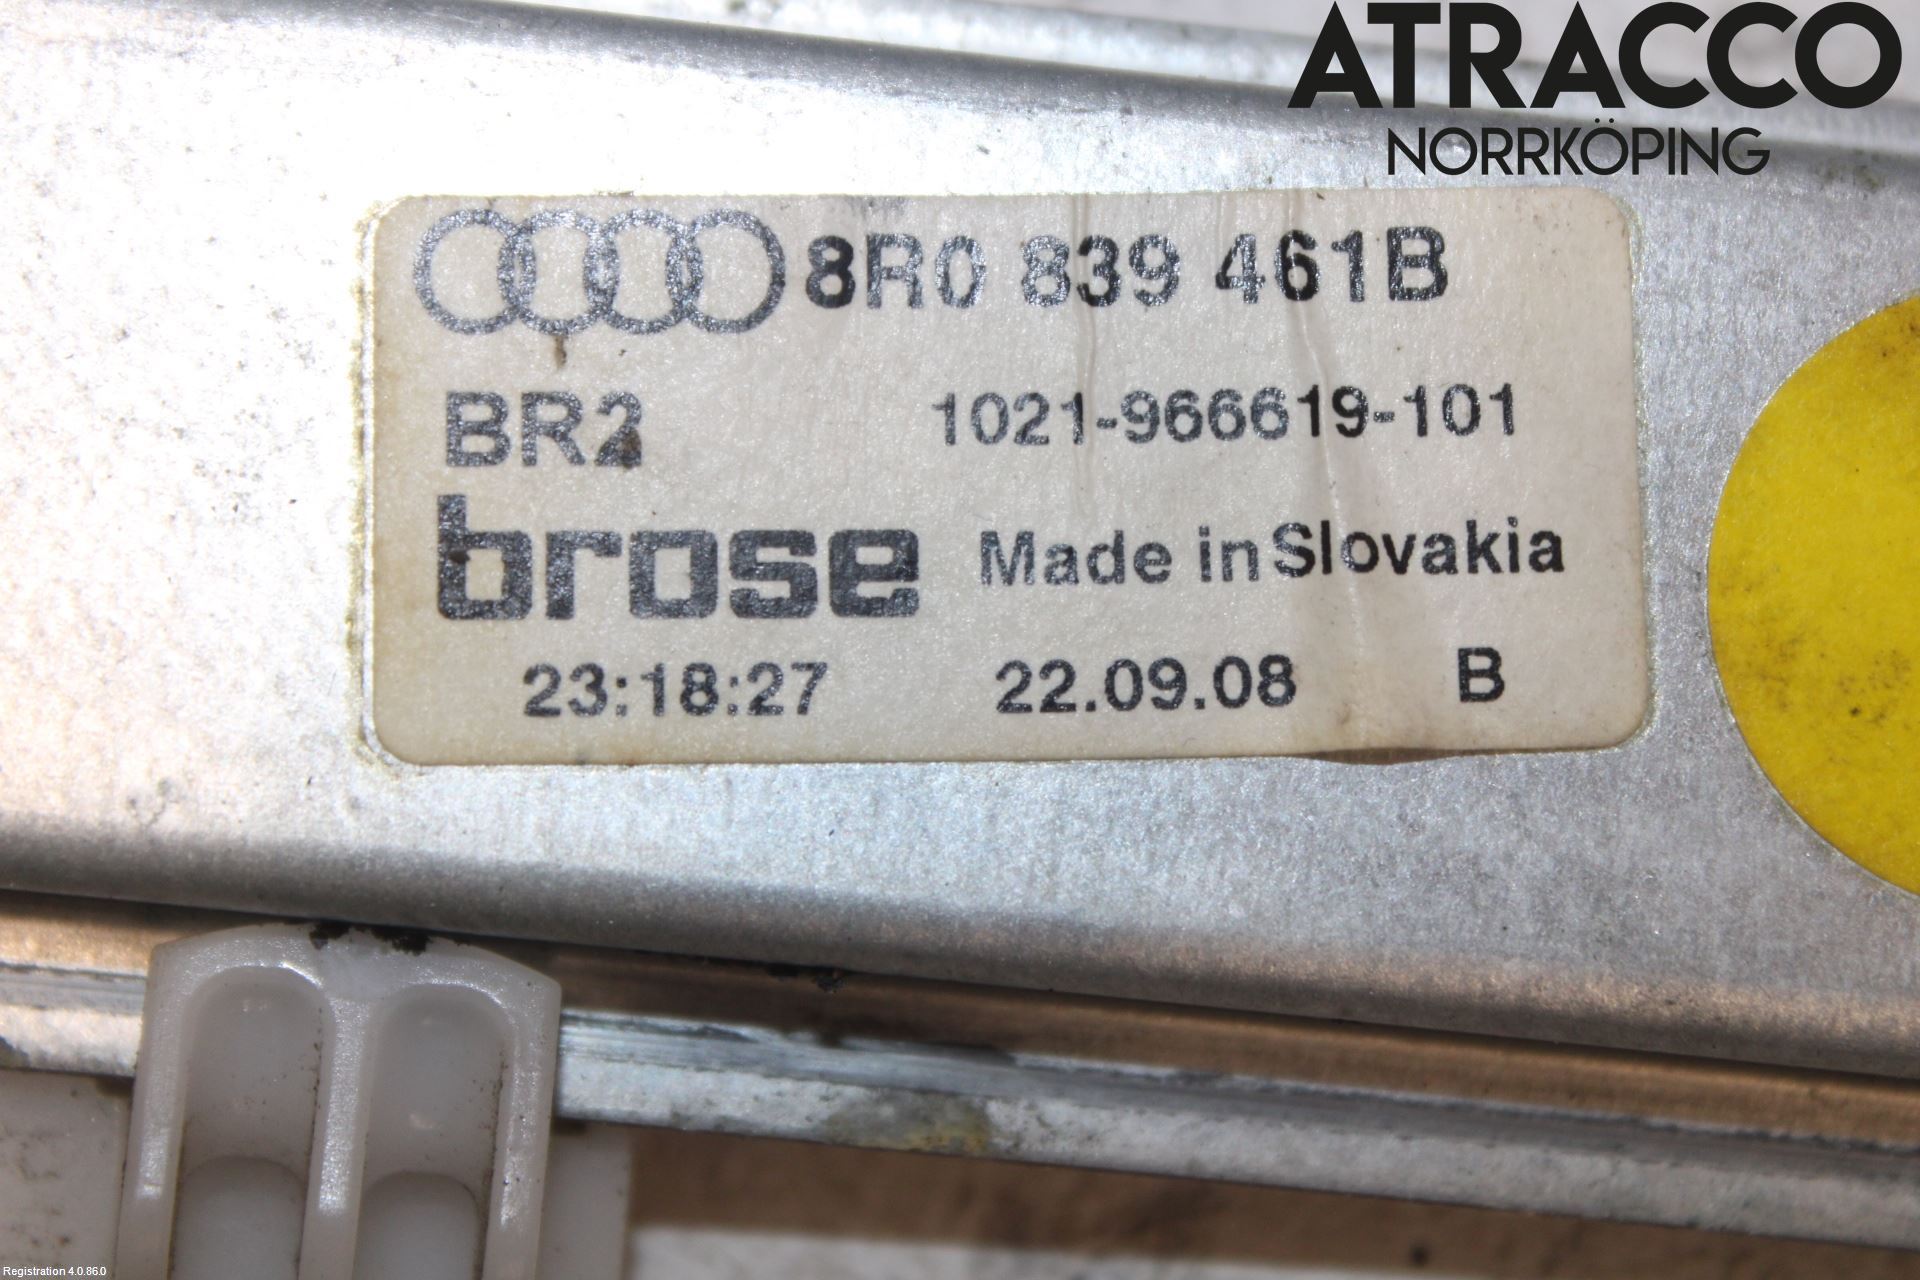 ATRACCO
NORRKÖPING
8R0 839 461B
BR2 1021-966619-101
brose Made in Slovakia
23:18:27 22.09.08 B
Registration 4.0.86.0